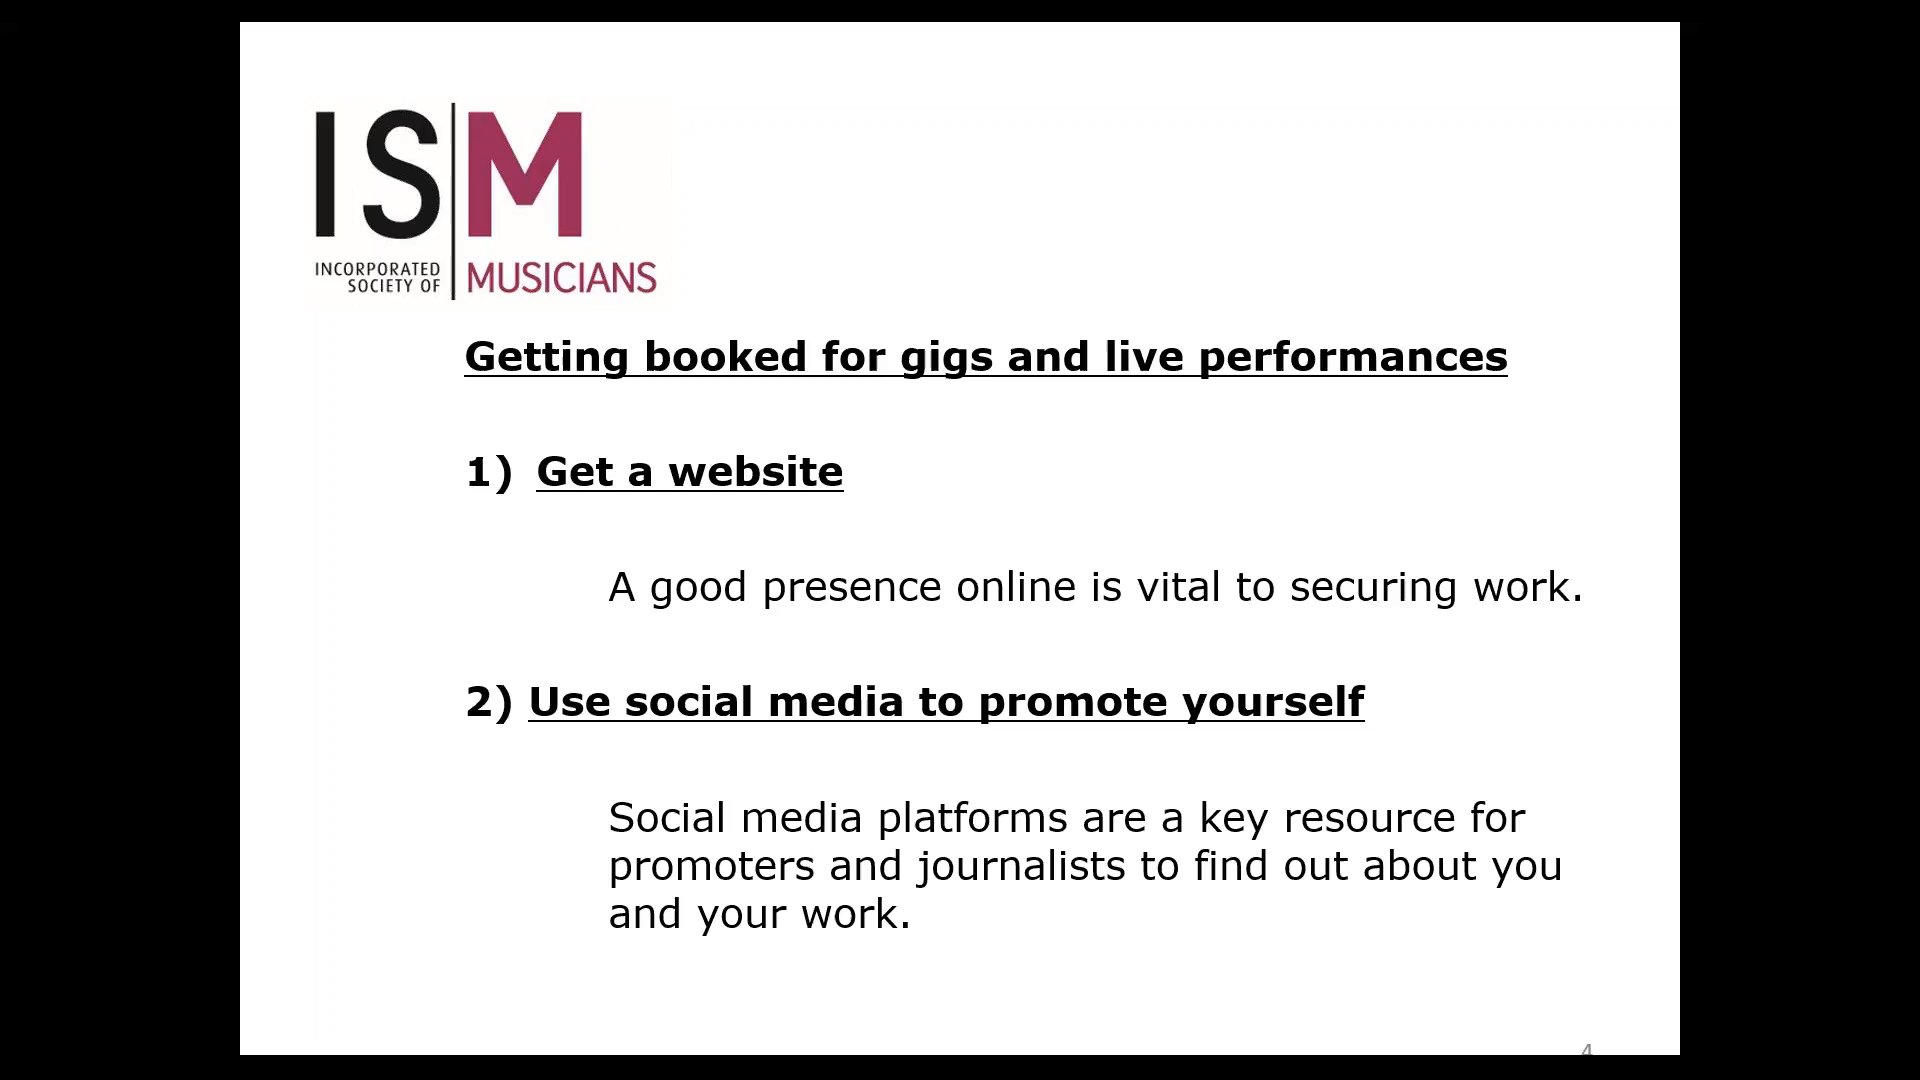 ISM
INCORPORATED
SOCIETY OF
MUSICIANS
Getting booked for gigs and live performances
1) Get a website
A good presence online is vital to securing work.
2) Use social media to promote yourself
Social media platforms are a key resource for
promoters and journalists to find out about you
and your work.
4